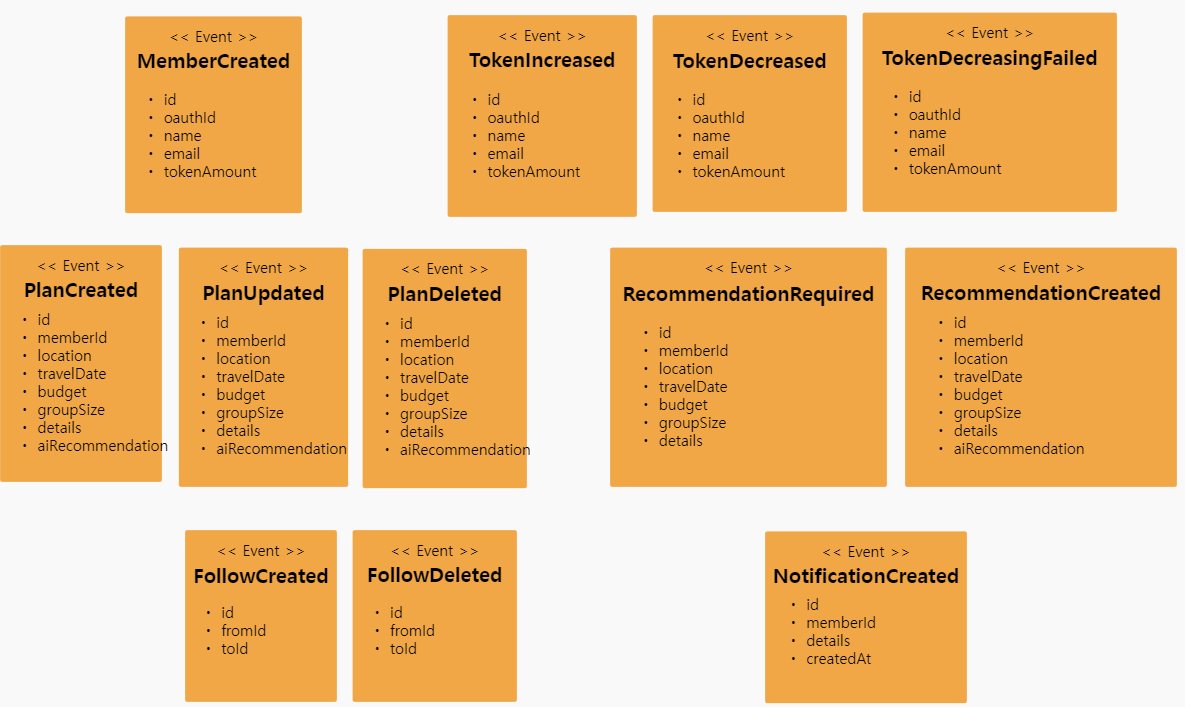 << Event >>
MemberCreated
· id
· oauthId
· name
· email
· tokenAmount
<< Event >>
TokenIncreased
· id
· oauthId
· name
· email
· tokenAmount
<< Event >>
TokenDecreased
· id
· oauthId
· name
· email
· tokenAmount
<< Event >>
TokenDecreasingFailed
· id
· oauthId
· name
· email
· tokenAmount
<< Event >>
PlanCreated
· id
· memberId
· location
· travelDate
· budget
· groupSize
· details
· aiRecommendation
<< Event >>
PlanUpdated
· id
· memberId
· location
· travelDate
· budget
· groupSize
· details
· aiRecommendation
<< Event >>
PlanDeleted
· id
· memberId
· location
· travelDate
· budget
· groupSize
· details
· aiRecommendation
<< Event >>
RecommendationRequired
· id
· memberId
· location
· travelDate
· budget
· groupSize
· details
<< Event >>
RecommendationCreated
· id
· memberId
· location
· travelDate
· budget
· groupSize
· details
· aiRecommendation
<< Event >>
FollowCreated
· id
· fromId
· toId
<< Event >>
FollowDeleted
· id
· fromId
· toId
<< Event >>
NotificationCreated
· id
· memberId
· details
· createdAt